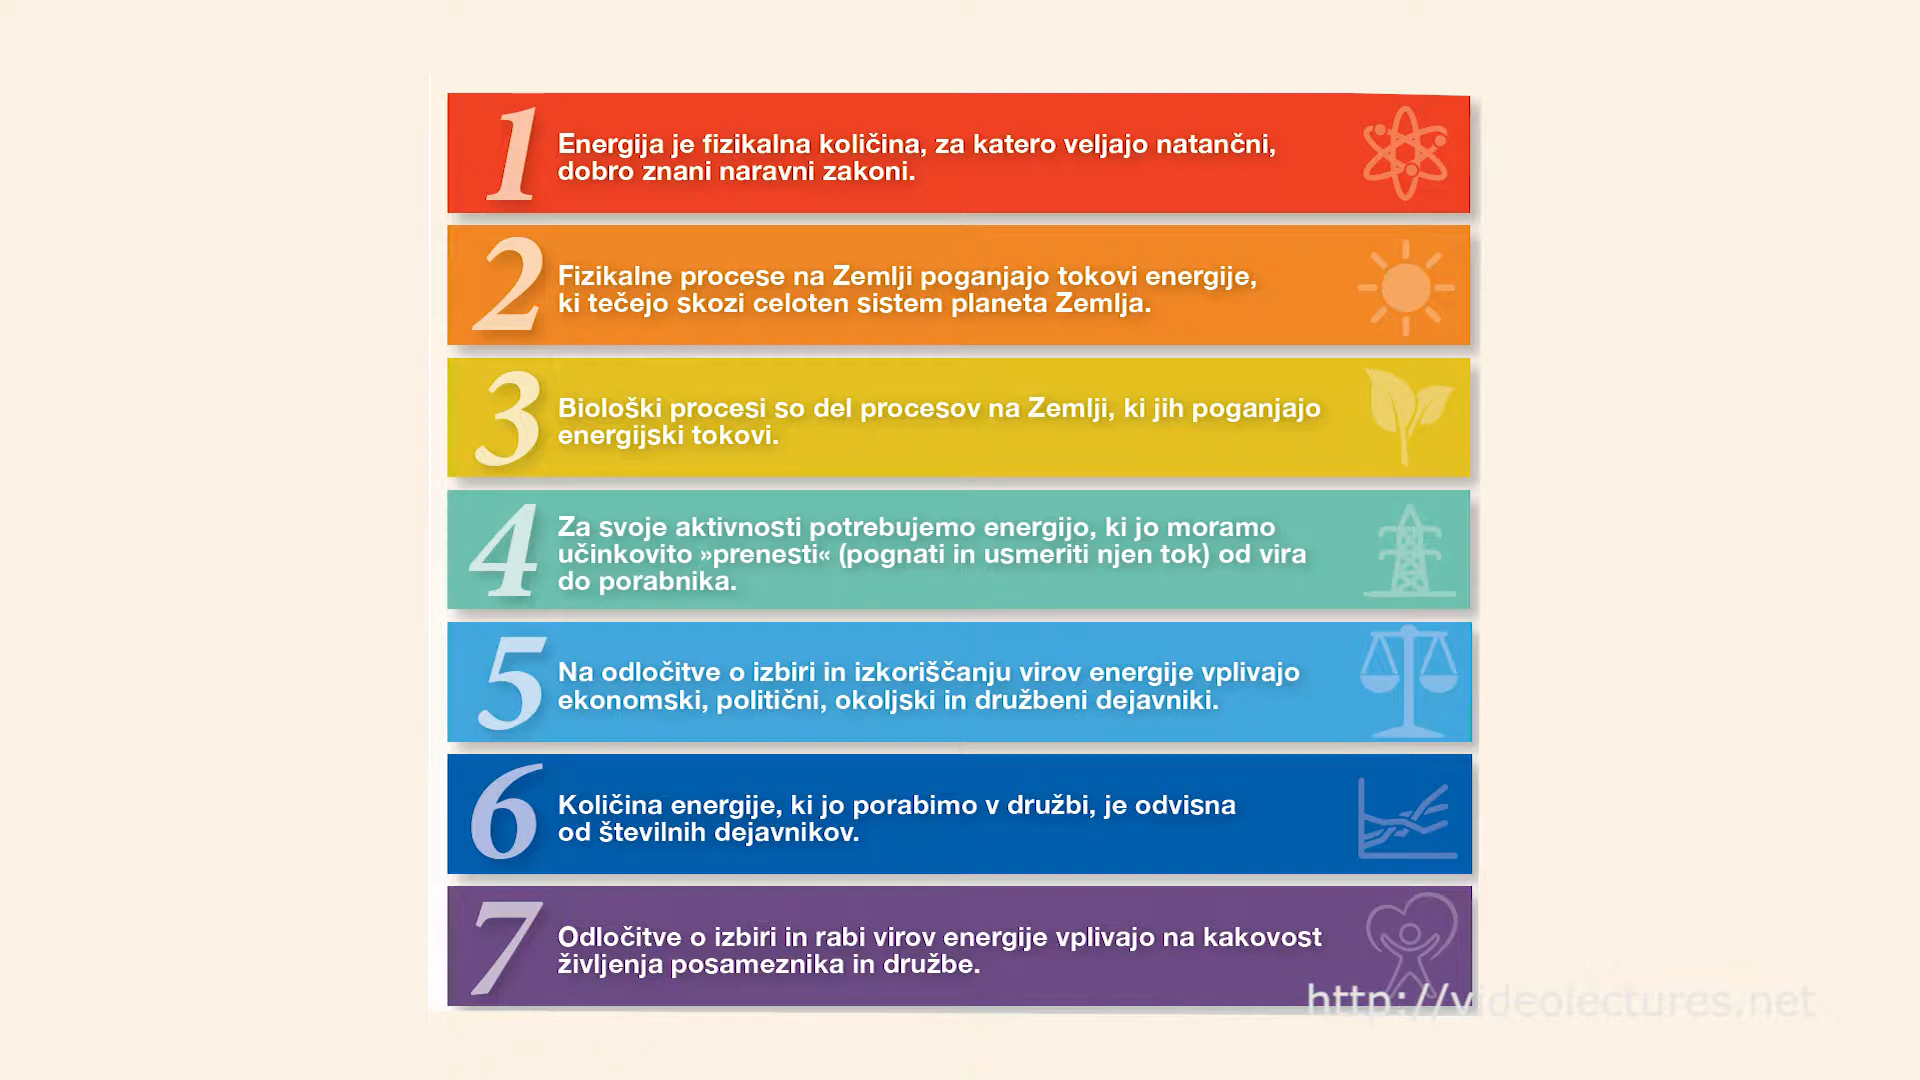 1
Energija je fizikalna količina, za katero veljajo natančni,
dobro znani naravni zakoni.
2
Fizikalne procese na Zemlji poganjajo tokovi energije,
ki tečejo skozi celoten sistem planeta Zemlja.
3
Biološki procesi so del procesov na Zemlji, ki jih poganjajo
energijski tokovi.
4
Za svoje aktivnosti potrebujemo energijo, ki jo moramo
učinkovito »prenesti« (pognati in usmeriti njen tok) od vira
do porabnika.
5
Na odločitve o izbiri in izkoriščanju virov energije vplivajo
ekonomski, politični, okoljski in družbeni dejavniki.
6
Količina energije, ki jo porabimo v družbi, je odvisna
od številnih dejavnikov.
7
Odločitve o izbiri in rabi virov energije vplivajo na kakovost
življenja posameznika in družbe.
http://videolectures.net